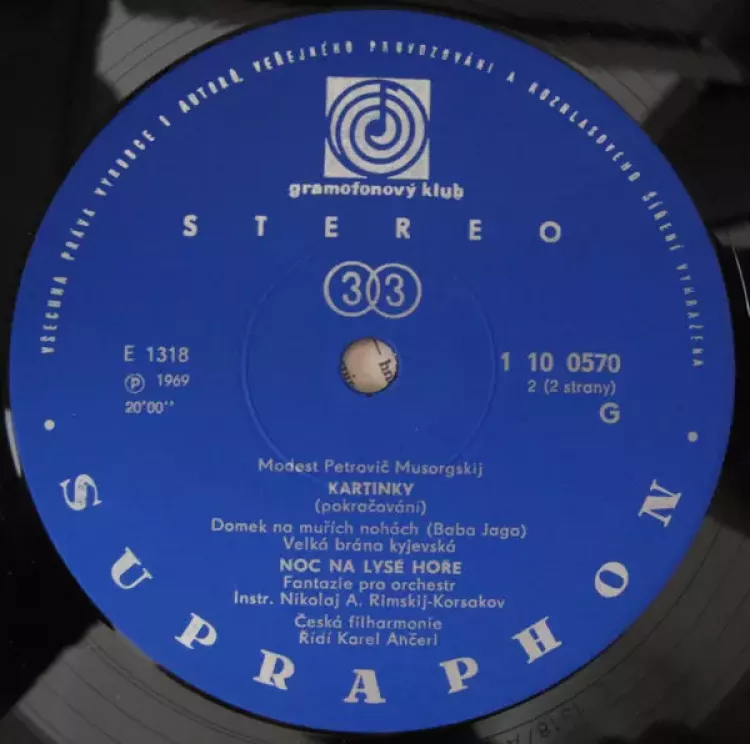 VŠECHNA PRÁVA VÝROBCE I AUTORŮ, VEŘEJNÉHO PROVOZOVÁNÍ A ROZHLASOVÉHO ŠÍŘENÍ VYHRAŽENA
gramofonový klub
STEREO
33
E 1318
1 10 0570
Ⓟ 1969
2 (2 strany)
20'00''
G
Modest Petrovič Musorgskij
KARTINKY
(pokračování)
Domek na muřích nohách (Baba Jaga)
Velká brána kyjevská
NOC NA LYSÉ HOŘE
Fantazie pro orchestr
Instr. Nikolaj A. Rimskij-Korsakov
Česká filharmonie
Řídí Karel Ančerl
• SUPRAPHON •